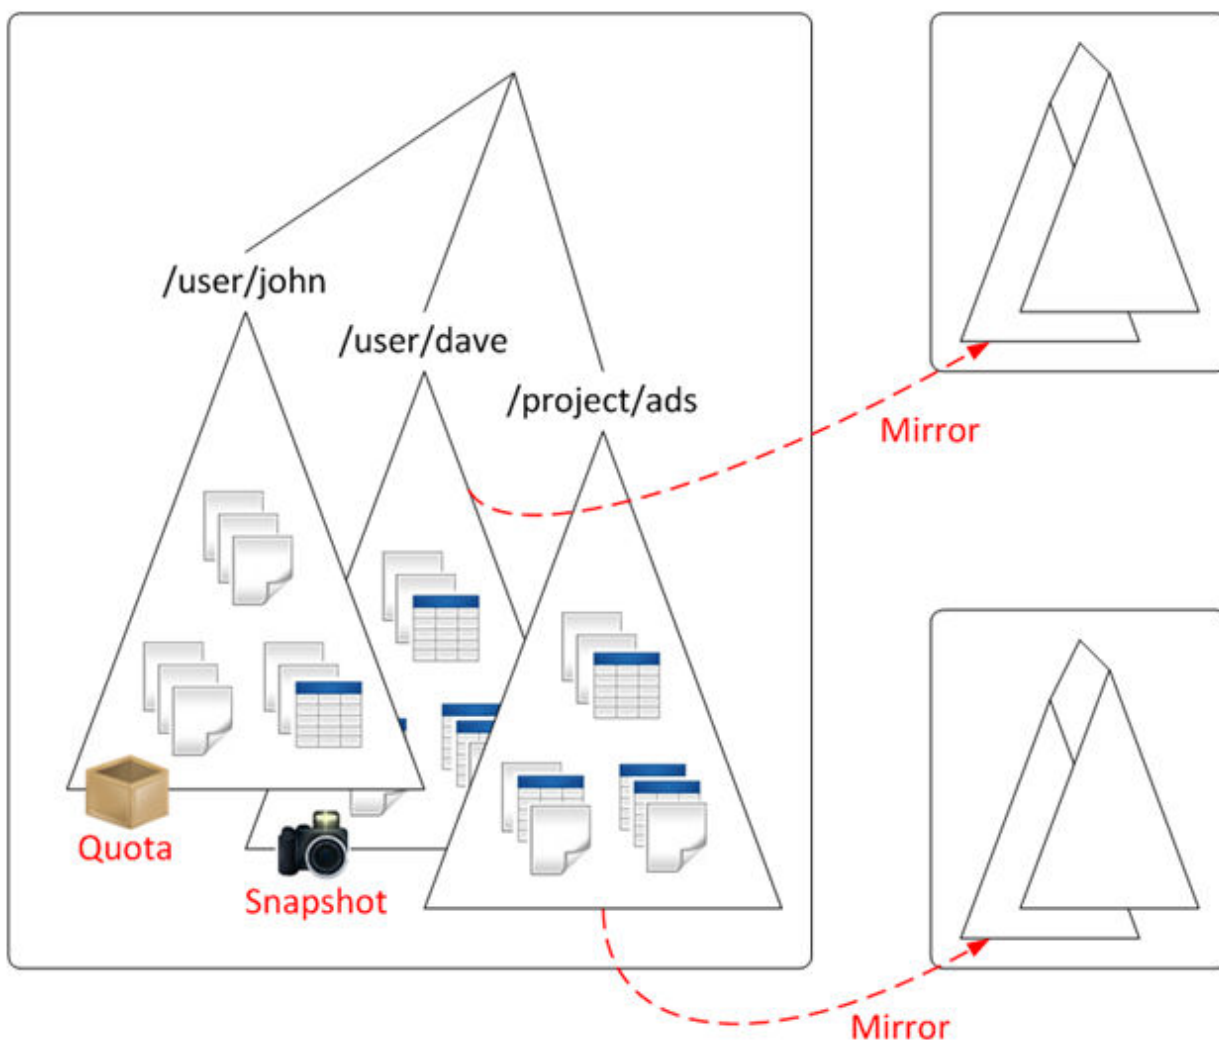 /user/john
/user/dave
/project/ads
Mirror
Quota
Snapshot
Mirror